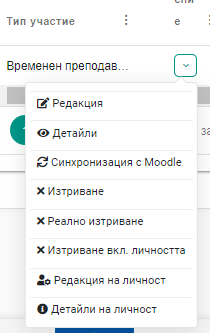 спи
Тип участие
е
Временен преподав...
Редакция
Детайли
Синхронизация с Moodle
Изтриване
Реално изтриване
Изтриване вкл. личността
Редакция на личност
Детайли на личност